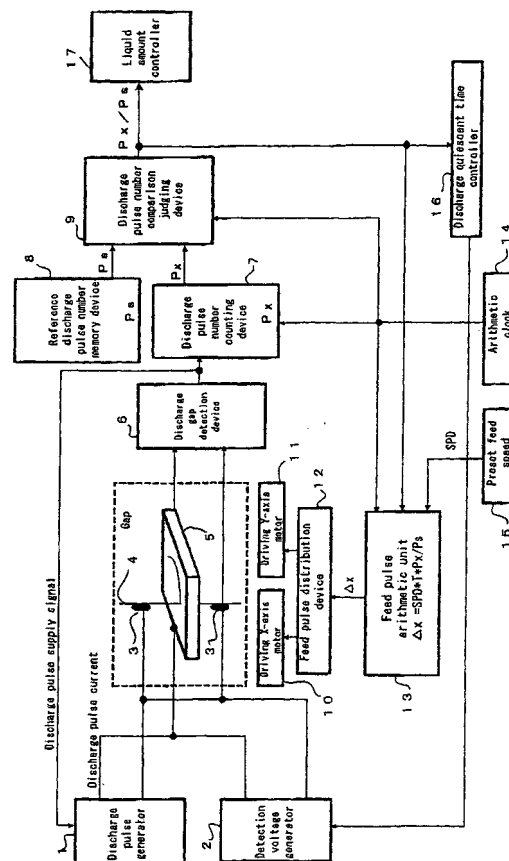 1
Discharge
pulse
generator
2
Detection
voltage
generator
Discharge pulse supply signal
Discharge pulse current
Gap
4
3
5
3
6
Discharge
gap
detection
device
Driving X-axis
motor
10
Driving Y-axis
motor
11
Feed pulse distribution
device
12
Δx
Feed pulse
arithmetic unit
Δx =SPD*T*Px/Ps
13
8
Reference
discharge
pulse number
memory device
Ps
Ps
7
Discharge
pulse
number
counting
device
Px
Px
9
Discharge
pulse number
comparison
judging
device
Px/Ps
17
Liquid
amount
controller
16
Discharge quiescent time
controller
14
Arithmetic
clock
SPD
Preset feed
speed
15